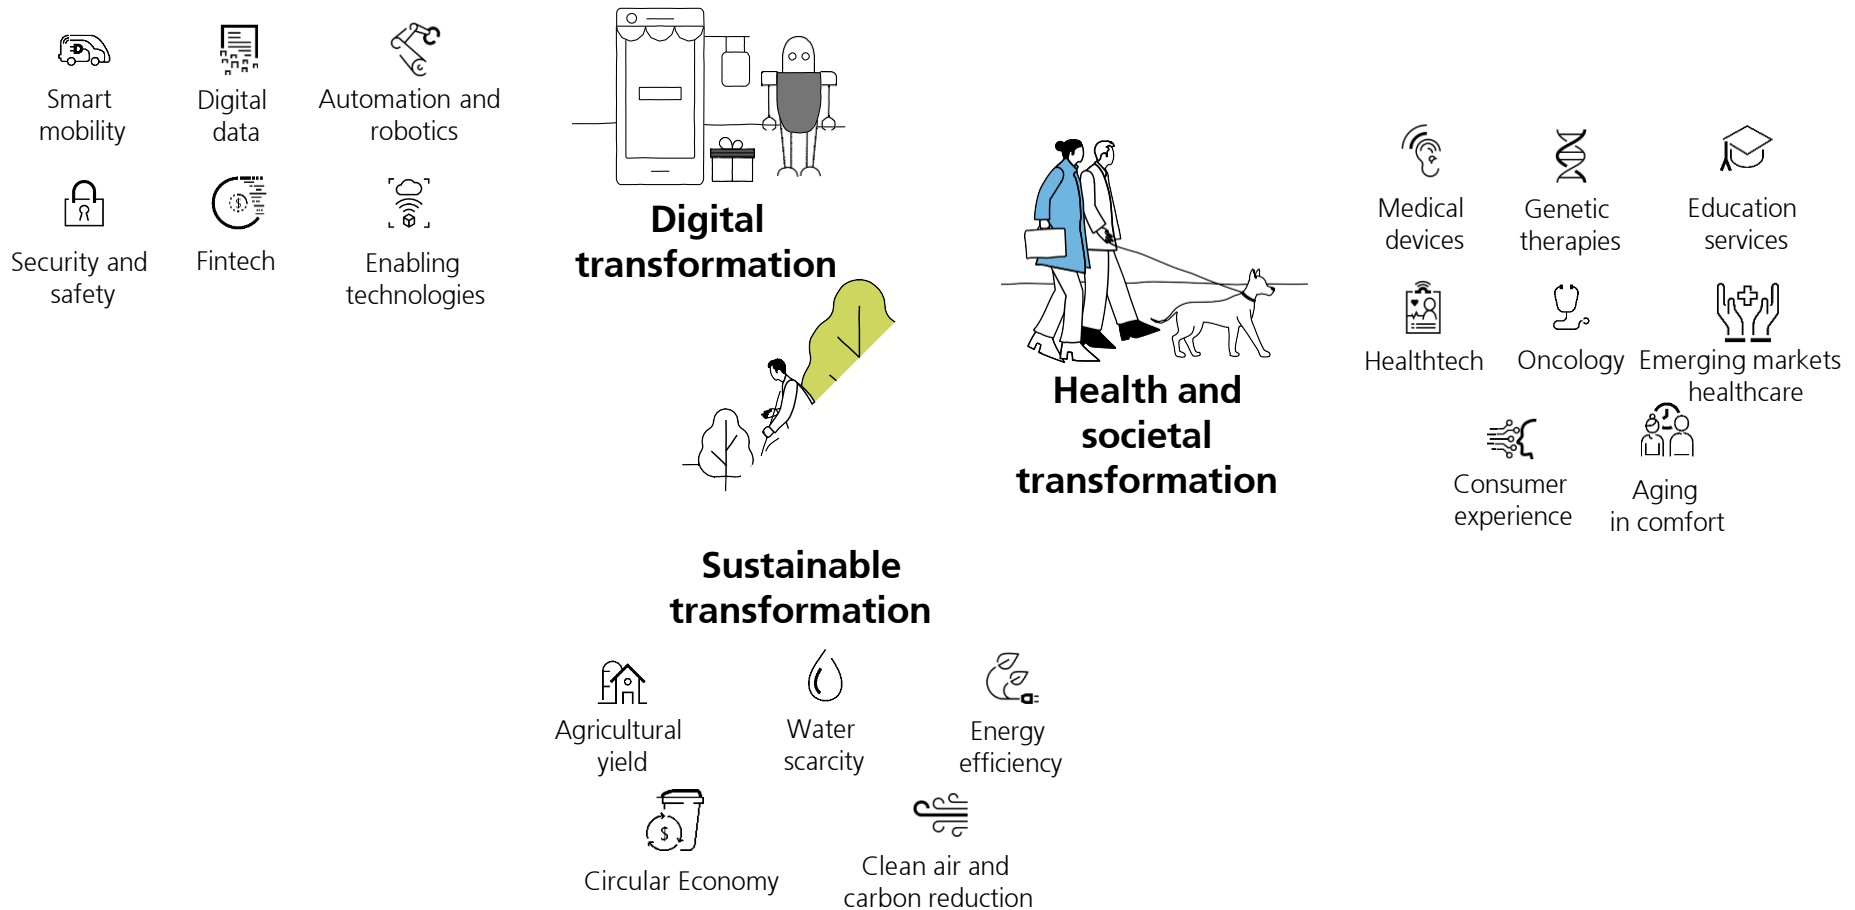 Smart
mobility
Digital
data
Automation and
robotics
Security and
safety
Fintech
Enabling
technologies
Digital
transformation
Health and
societal
transformation
Medical
devices
Genetic
therapies
Education
services
Healthtech
Oncology
Emerging markets
healthcare
Consumer
experience
Aging
in comfort
Sustainable
transformation
Agricultural
yield
Water
scarcity
Energy
efficiency
$
Circular Economy
Clean air and
carbon reduction